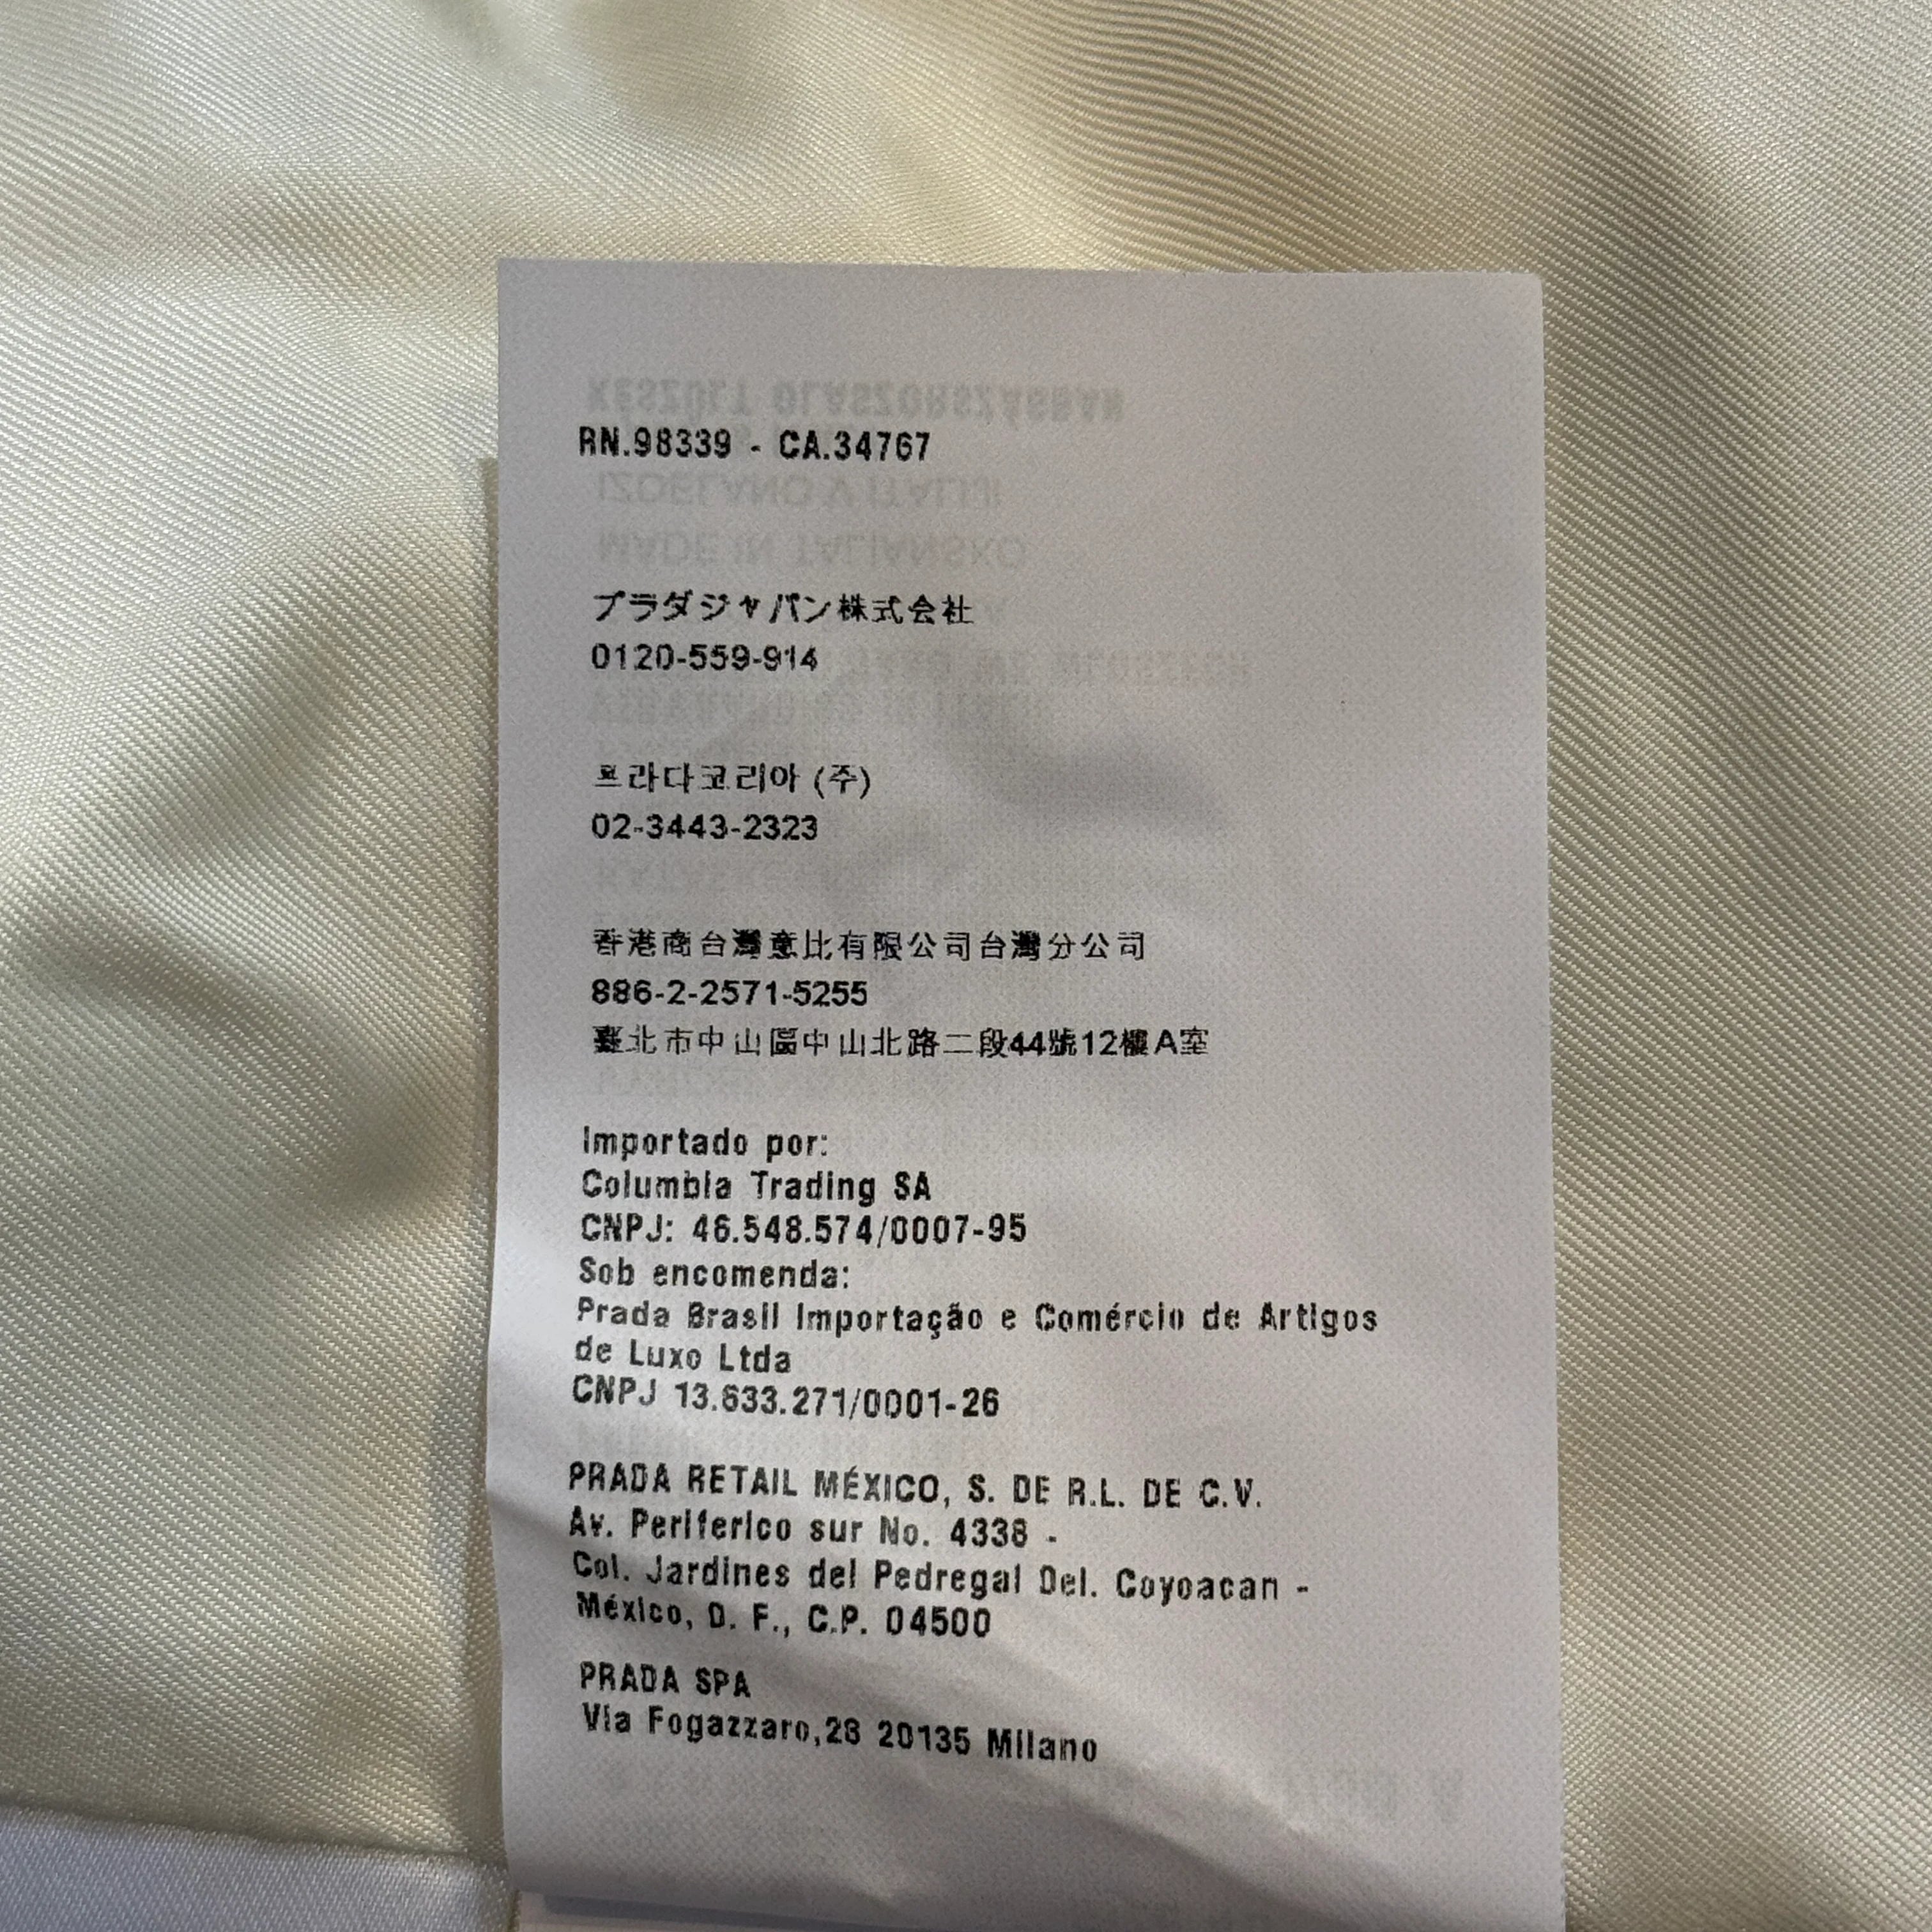 RN.98339 - CA.34767
プラダジャパン株式会社
0120-559-914
프라다코리아 (주)
02-3443-2323
香港商台灣意比有限公司台灣分公司
886-2-2571-5255
臺北市中山區中山北路二段44號12樓A室
Importado por:
Columbia Trading SA
CNPJ: 46.548.574/0007-95
Sob encomenda:
Prada Brasil Importação e Comércio de Artigos
de Luxo Ltda
CNPJ 13.633.271/0001-26
PRADA RETAIL MÉXICO, S. DE R.L. DE C.V.
Av. Periferico sur No. 4338 -
Col. Jardines del Pedregal Del. Coyoacan -
México, D. F., C.P. 04500
PRADA SPA
Via Fogazzaro,28 20135 Milano